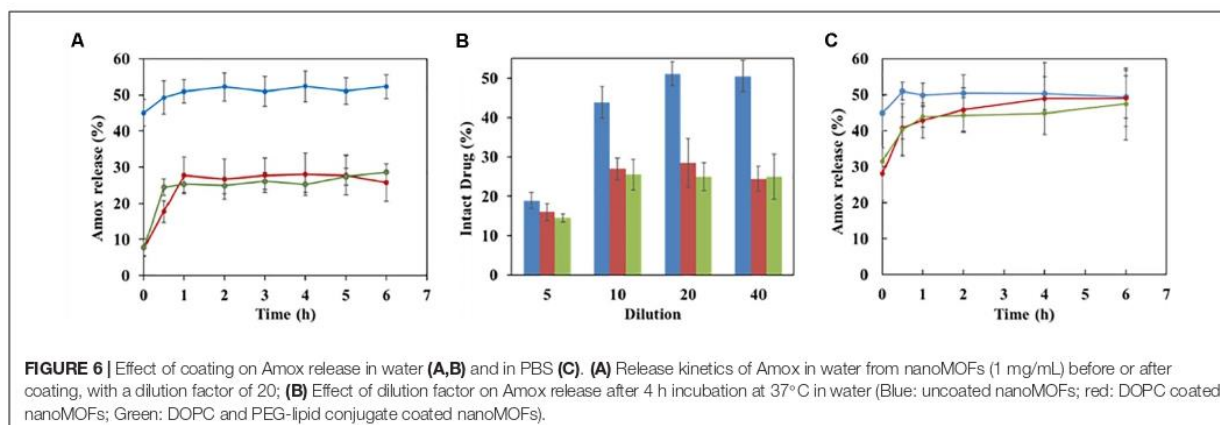 A
B
C
60
50
40
30
20
10
0
Amox release (%)
0 1 2 3 4 5 6 7
Time (h)
50
40
30
20
10
0
Intact Drug (%)
5 10 20 40
Dilution
60
50
40
30
20
10
0
Amox release (%)
0 1 2 3 4 5 6 7
Time (h)
FIGURE 6 | Effect of coating on Amox release in water (A,B) and in PBS (C). (A) Release kinetics of Amox in water from nanoMOFs (1 mg/mL) before or after
coating, with a dilution factor of 20; (B) Effect of dilution factor on Amox release after 4 h incubation at 37°C in water (Blue: uncoated nanoMOFs; red: DOPC coated
nanoMOFs; Green: DOPC and PEG-lipid conjugate coated nanoMOFs).